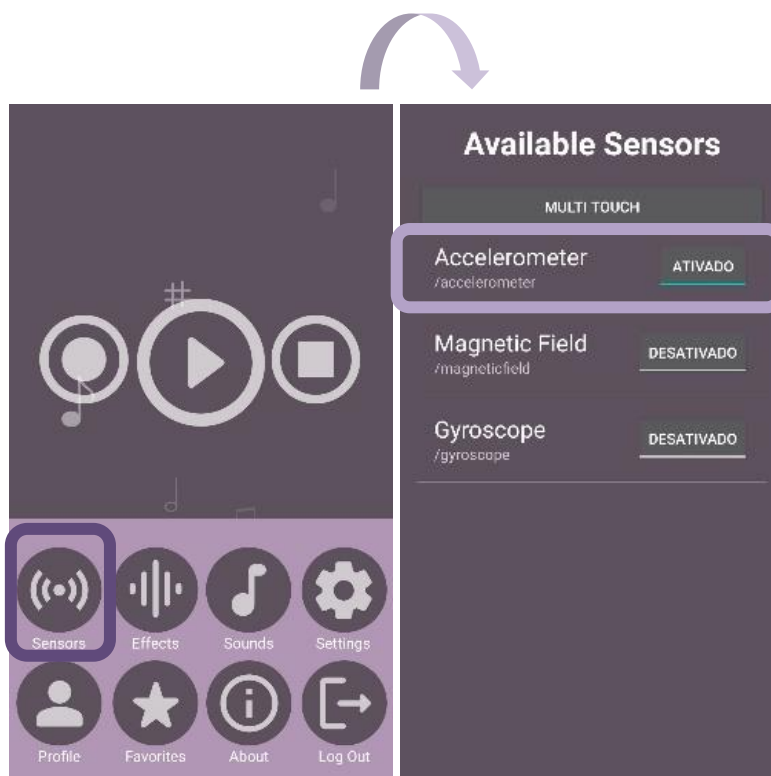 Sensors
Effects
Sounds
Settings
Profile
Favorites
About
Log Out
Available Sensors
MULTI TOUCH
Accelerometer
/accelerometer
ATIVADO
Magnetic Field
/magneticfield
DESATIVADO
Gyroscope
/gyroscope
DESATIVADO